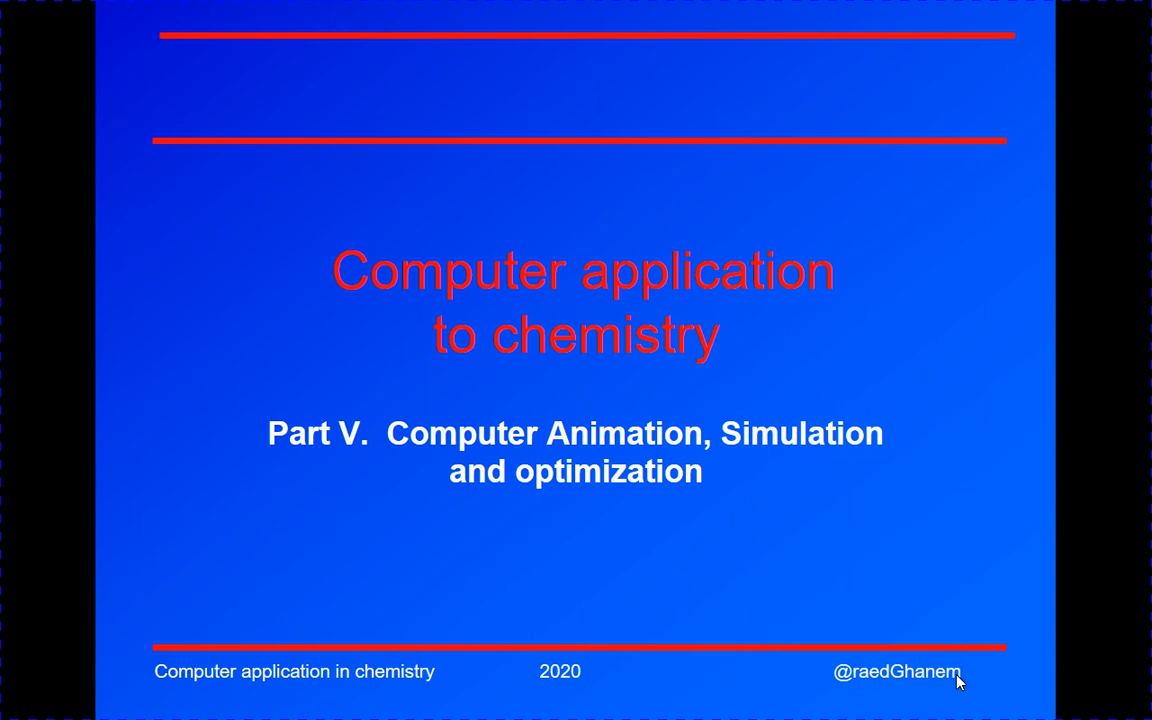 Computer application
to chemistry
Part V. Computer Animation, Simulation
and optimization
Computer application in chemistry 2020 @raedGhanem